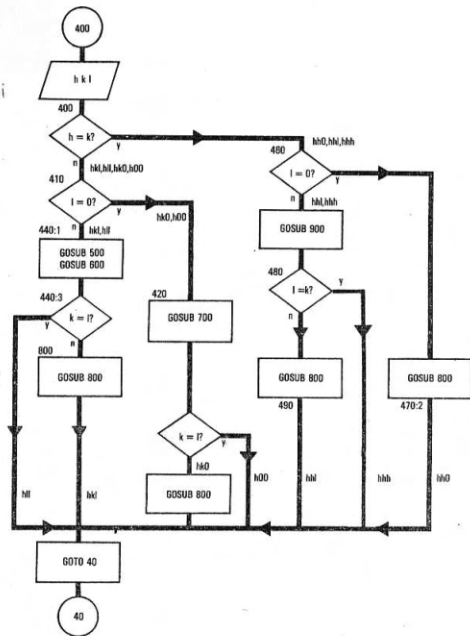 400
h k l
400
h = k?
y
n
hkl,hll,hk0,h00
460
hh0,hhl,hhh
l = 0?
y
n
hhl,hhh
410
l = 0?
y
n
hk0,h00
hkl,hll
440:1
GOSUB 500
GOSUB 600
GOSUB 900
480
l =k?
y
n
440:3
k = l?
y
n
420
GOSUB 700
800
GOSUB 800
GOSUB 800
490
GOSUB 800
470:2
k = l?
y
n
hk0
GOSUB 800
hll
hkl
h00
hhl
hhh
hh0
GOTO 40
40